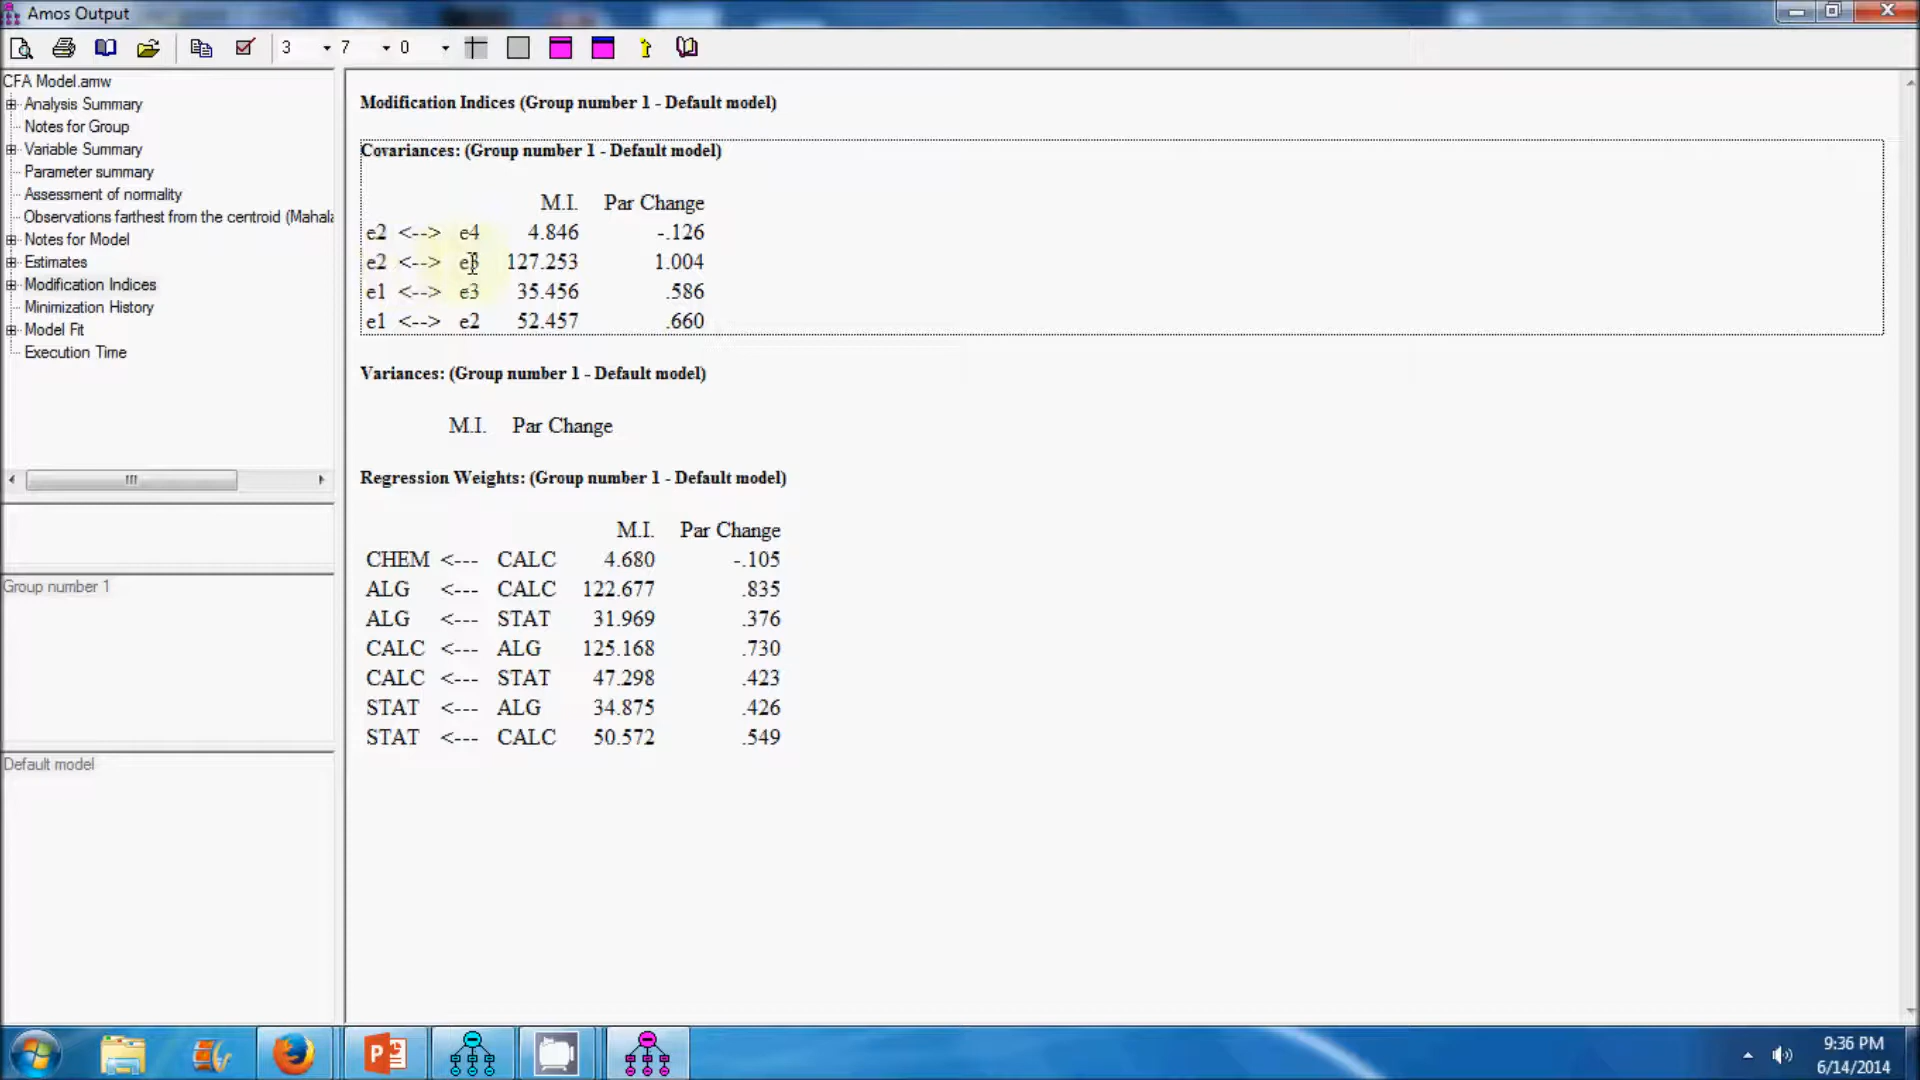 Amos Output
3 7 0
CFA Model.amw
Analysis Summary
Notes for Group
Variable Summary
Parameter summary
Assessment of normality
Observations farthest from the centroid (Mahala
Notes for Model
Estimates
Modification Indices
Minimization History
Model Fit
Execution Time
Group number 1
Default model
Modification Indices (Group number 1 - Default model)
Covariances: (Group number 1 - Default model)
M.I. Par Change
e2 <--> e4 4.846 -.126
e2 <--> e3 127.253 1.004
e1 <--> e3 35.456 .586
e1 <--> e2 52.457 .660
Variances: (Group number 1 - Default model)
M.I. Par Change
Regression Weights: (Group number 1 - Default model)
M.I. Par Change
CHEM <--- CALC 4.680 -.105
ALG <--- CALC 122.677 .835
ALG <--- STAT 31.969 .376
CALC <--- ALG 125.168 .730
CALC <--- STAT 47.298 .423
STAT <--- ALG 34.875 .426
STAT <--- CALC 50.572 .549
P
9:36 PM
6/14/2014